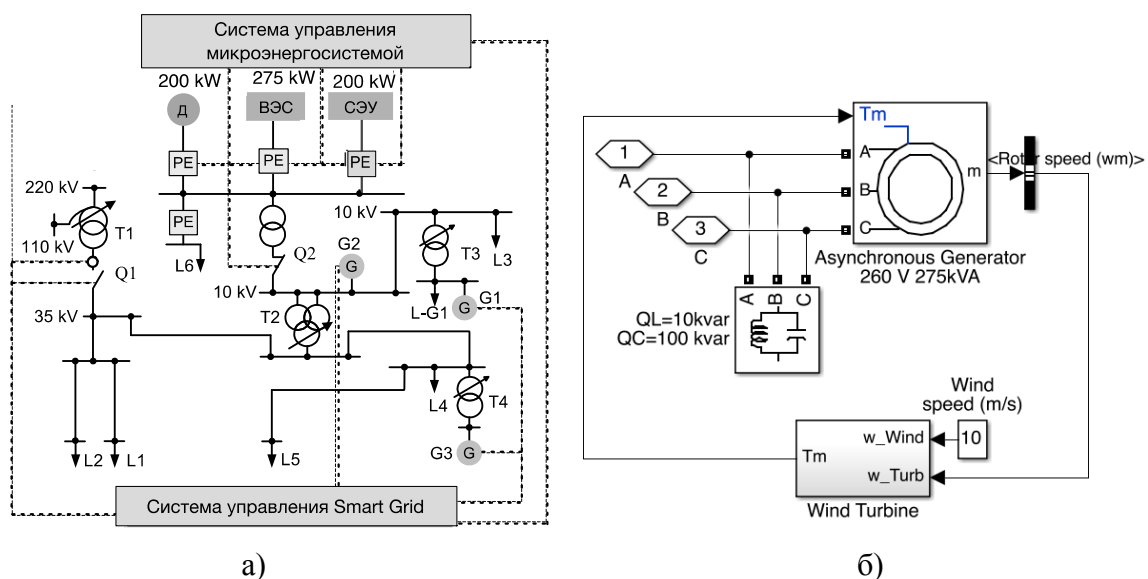 Система управления
микроэнергосистемой
200 kW
275 kW
200 kW
Д
ВЭС
СЭУ
PE
PE
PE
220 kV
PE
T1
110 kV
L6
Q1
Q2
10 kV
G2
G
T3
L3
10 kV
L-G1
G1
G
35 kV
T2
L4
T4
L2
L1
L5
G3
G
Система управления Smart Grid
а)
Tm
<Rotor speed (wm)>
1
A
A
m
2
B
B
3
C
C
Asynchronous Generator
260 V 275kVA
A
B
C
QL=10kvar
QC=100 kvar
Wind
speed (m/s)
w_Wind
10
Tm
w_Turb
Wind Turbine
б)